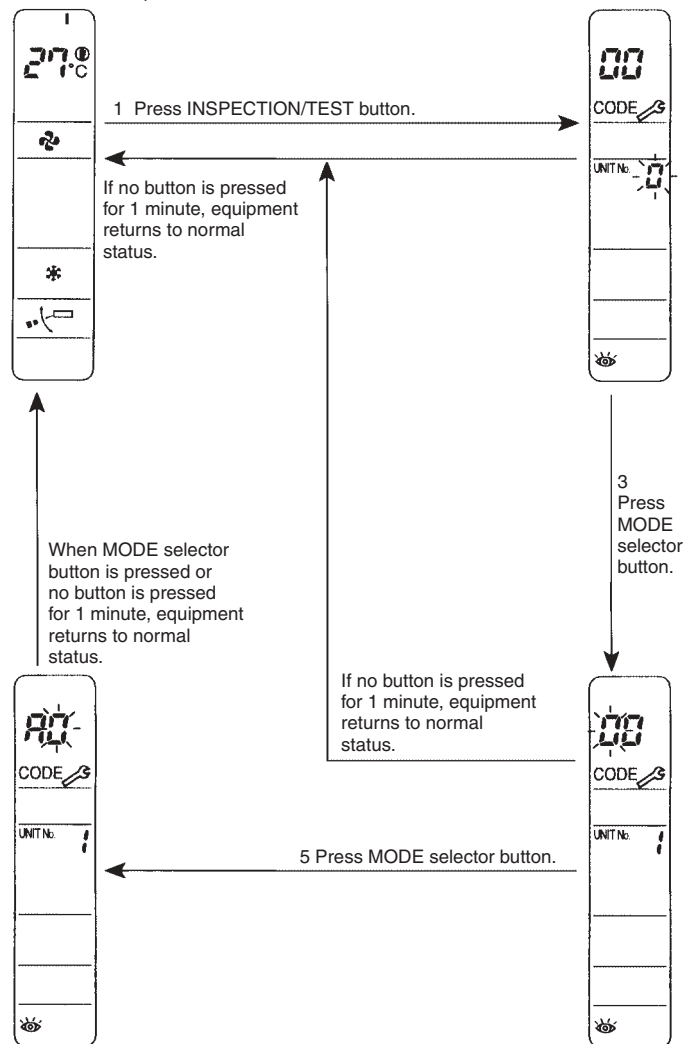 27°C
1 Press INSPECTION/TEST button.
00
CODE
UNIT No.
0
If no button is pressed
for 1 minute, equipment
returns to normal
status.
3
Press
MODE
selector
button.
When MODE selector
button is pressed or
no button is pressed
for 1 minute, equipment
returns to normal
status.
If no button is pressed
for 1 minute, equipment
returns to normal
status.
A0
CODE
UNIT No. 1
5 Press MODE selector button.
00
CODE
UNIT No. 1